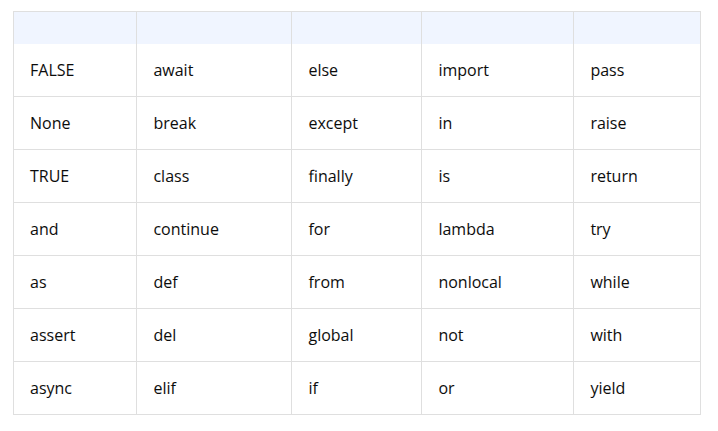 FALSE await else import pass
None break except in raise
TRUE class finally is return
and continue for lambda try
as def from nonlocal while
assert del global not with
async elif if or yield